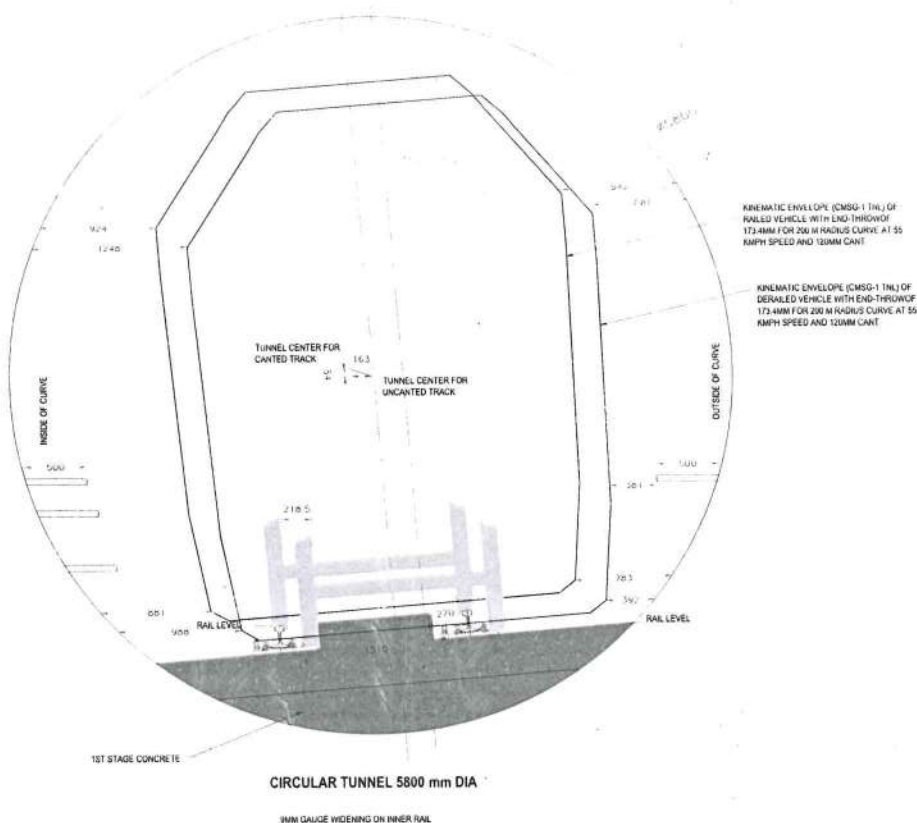 924
1248
KINEMATIC ENVELOPE (CMSG-1 TNL) OF
RAILED VEHICLE WITH END-THROWOF
173.4MM FOR 200 M RADIUS CURVE AT 55
KMPH SPEED AND 120MM CANT
KINEMATIC ENVELOPE (CMSG-1 TNL) OF
DERAILED VEHICLE WITH END-THROWOF
173.4MM FOR 200 M RADIUS CURVE AT 55
KMPH SPEED AND 120MM CANT
TUNNEL CENTER FOR
CANTED TRACK
163
TUNNEL CENTER FOR
UNCANTED TRACK
INSIDE OF CURVE
OUTSIDE OF CURVE
500
500
381
218.5
783
881
RAIL LEVEL
988
RAIL LEVEL
1ST STAGE CONCRETE
CIRCULAR TUNNEL 5800 mm DIA
9MM GAUGE WIDENING ON INNER RAIL